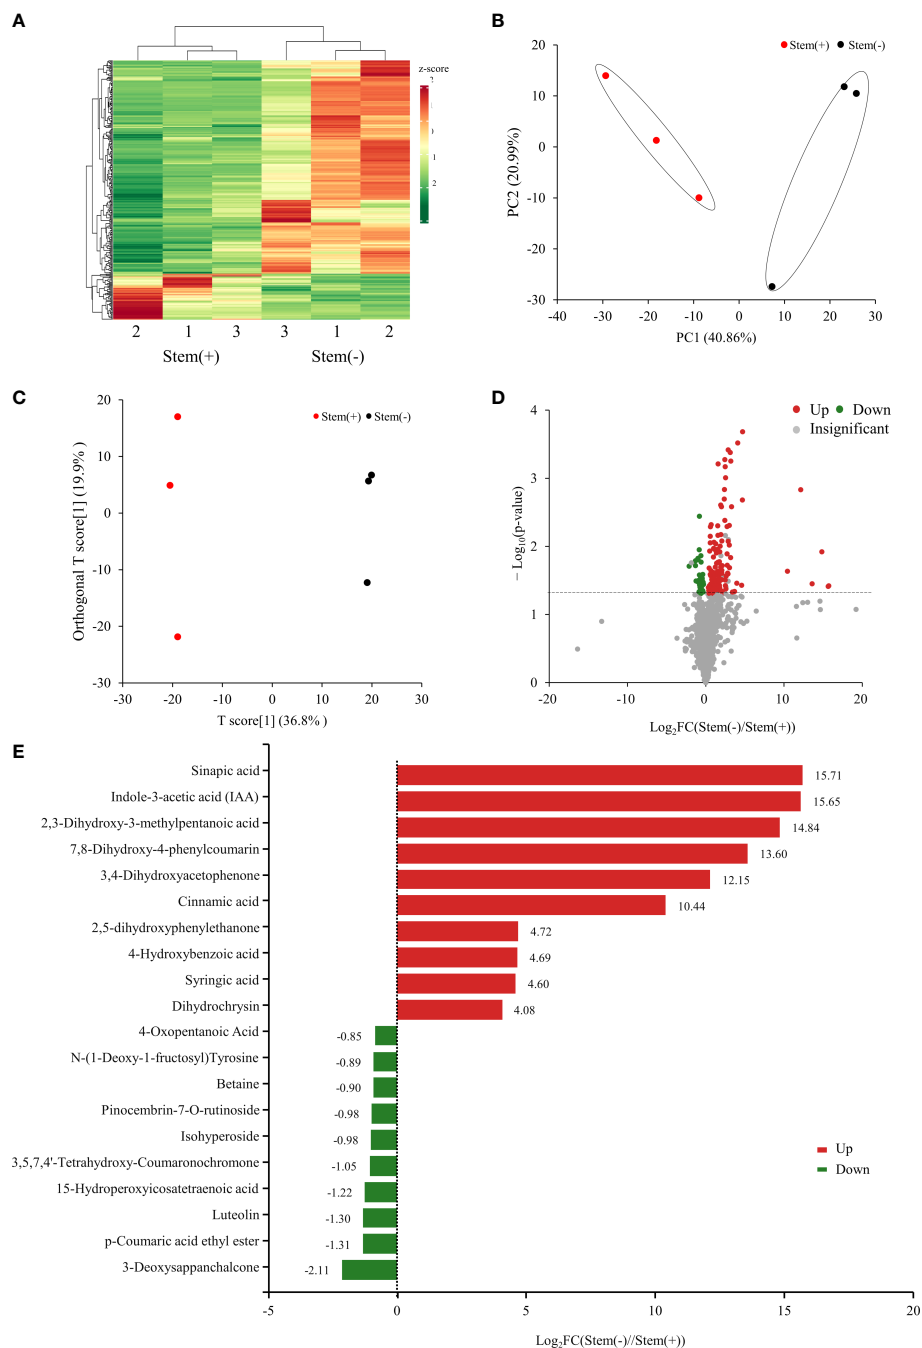 A
z-score
1
2
2 1 3 3 1 2
Stem(+) Stem(-)
B
Stem(+) Stem(-)
20
10
0
-10
-20
-30
PC2 (20.99%)
-40 -30 -20 -10 0 10 20 30
PC1 (40.86%)
C
Stem(+) Stem(-)
20
10
0
-10
-20
-30
Orthogonal T score[1] (19.9% )
-30 -20 -10 0 10 20 30
T score[1] (36.8% )
D
Up Down
Insignificant
4
3
2
1
0
– Log10(p-value)
-20 -10 0 10 20
Log2FC(Stem(-)/Stem(+))
E
Sinapic acid 15.71
Indole-3-acetic acid (IAA) 15.65
2,3-Dihydroxy-3-methylpentanoic acid 14.84
7,8-Dihydroxy-4-phenylcoumarin 13.60
3,4-Dihydroxyacetophenone 12.15
Cinnamic acid 10.44
2,5-dihydroxyphenylethanone 4.72
4-Hydroxybenzoic acid 4.69
Syringic acid 4.60
Dihydrochrysin 4.08
4-Oxopentanoic Acid -0.85
N-(1-Deoxy-1-fructosyl)Tyrosine -0.89
Betaine -0.90
Pinocembrin-7-O-rutinoside -0.98
Isohyperoside -0.98
3,5,7,4'-Tetrahydroxy-Coumaronochromone -1.05
15-Hydroperoxyicosatetraenoic acid -1.22
Luteolin -1.30
p-Coumaric acid ethyl ester -1.31
3-Deoxysappanchalcone -2.11
Up
Down
-5 0 5 10 15 20
Log2FC(Stem(-)//Stem(+))